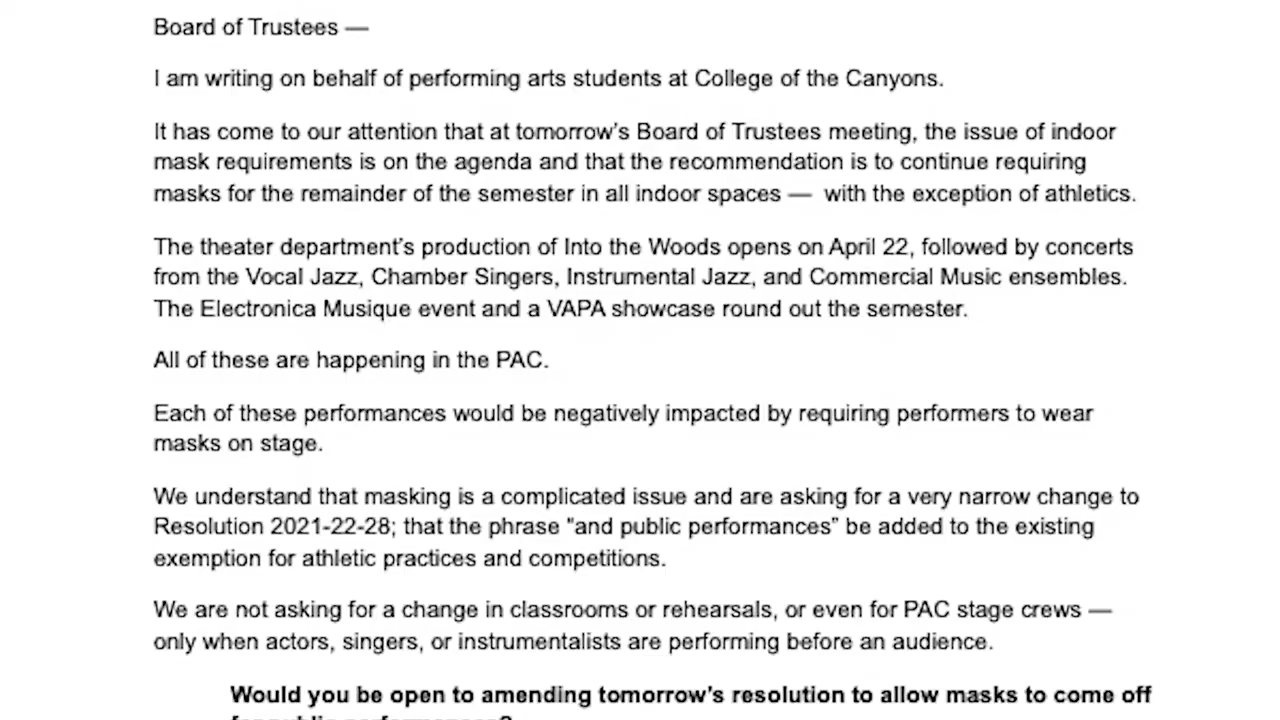 Board of Trustees —
I am writing on behalf of performing arts students at College of the Canyons.
It has come to our attention that at tomorrow's Board of Trustees meeting, the issue of indoor
mask requirements is on the agenda and that the recommendation is to continue requiring
masks for the remainder of the semester in all indoor spaces — with the exception of athletics.
The theater department's production of Into the Woods opens on April 22, followed by concerts
from the Vocal Jazz, Chamber Singers, Instrumental Jazz, and Commercial Music ensembles.
The Electronica Musique event and a VAPA showcase round out the semester.
All of these are happening in the PAC.
Each of these performances would be negatively impacted by requiring performers to wear
masks on stage.
We understand that masking is a complicated issue and are asking for a very narrow change to
Resolution 2021-22-28; that the phrase "and public performances" be added to the existing
exemption for athletic practices and competitions.
We are not asking for a change in classrooms or rehearsals, or even for PAC stage crews —
only when actors, singers, or instrumentalists are performing before an audience.
Would you be open to amending tomorrow's resolution to allow masks to come off
for public performances?